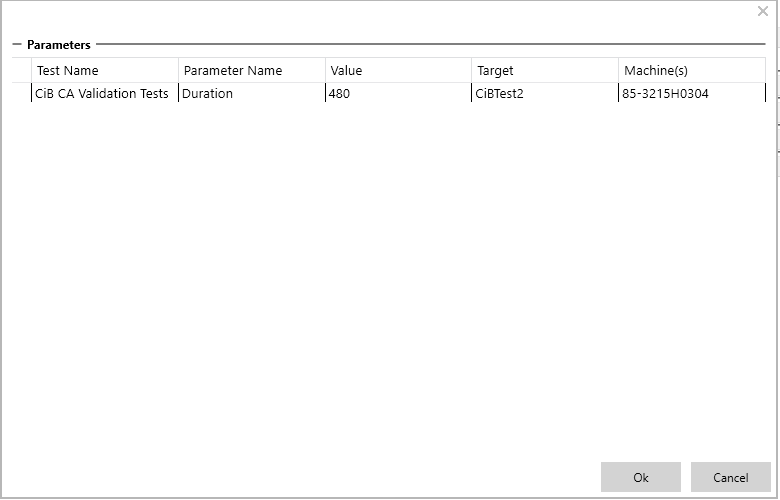 Parameters
Test Name Parameter Name Value Target Machine(s)
CiB CA Validation Tests Duration 480 CiBTest2 85-3215H0304
Ok Cancel